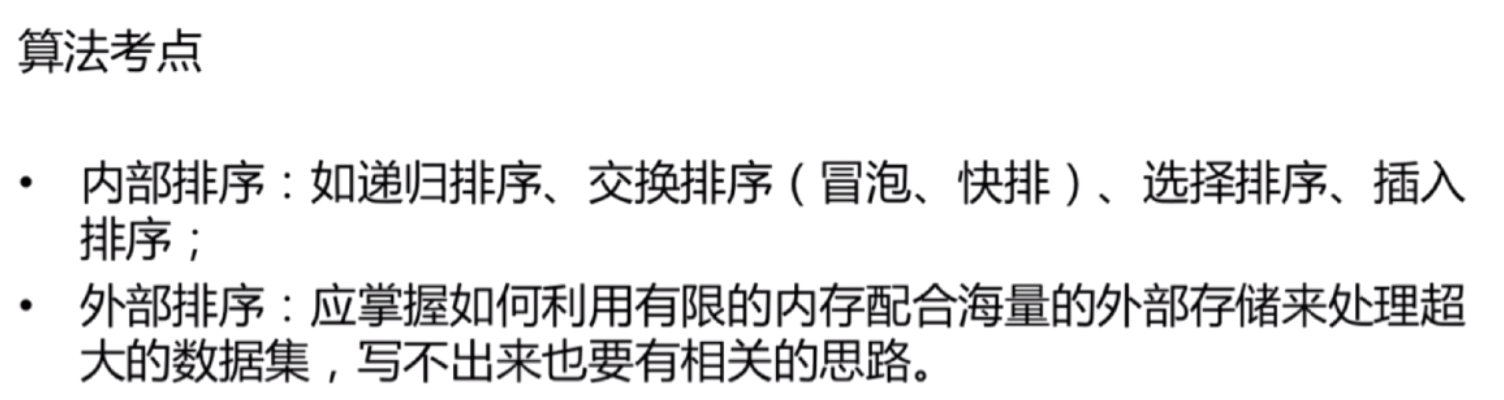 算法考点
• 内部排序：如递归排序、交换排序（冒泡、快排）、选择排序、插入
排序；
• 外部排序：应掌握如何利用有限的内存配合海量的外部存储来处理超
大的数据集，写不出来也要有相关的思路。